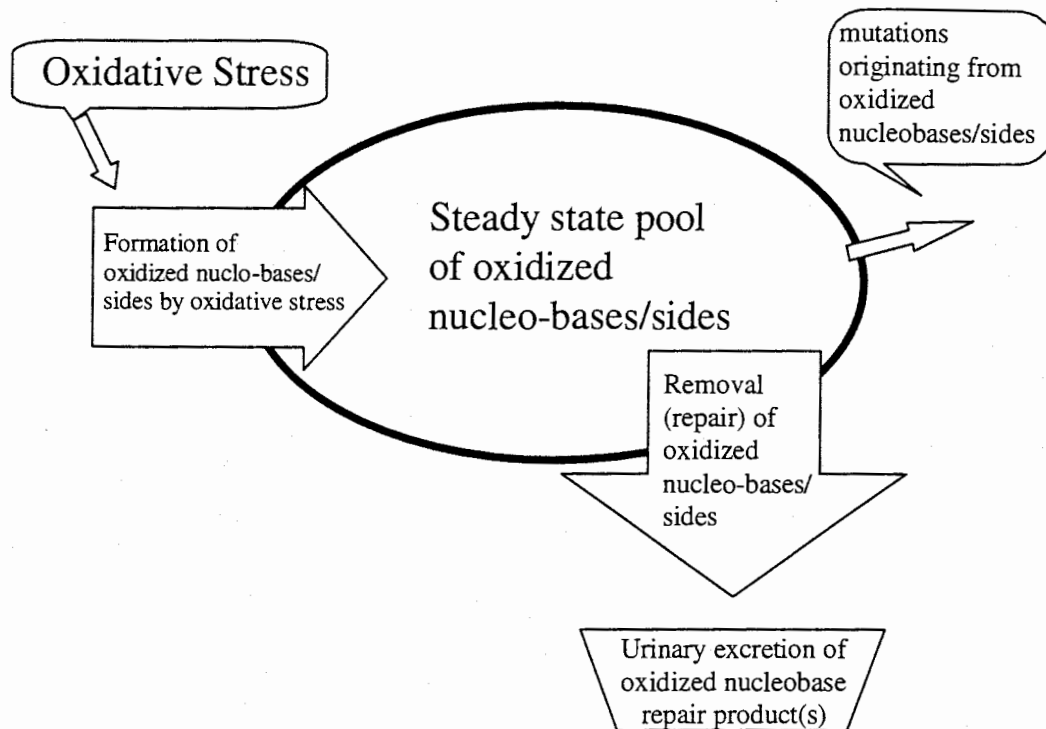 Oxidative Stress
mutations
originating from
oxidized
nucleobases/sides
Formation of
oxidized nuclo-bases/
sides by oxidative stress
Steady state pool
of oxidized
nucleo-bases/sides
Removal
(repair) of
oxidized
nucleo-bases/
sides
Urinary excretion of
oxidized nucleobase
repair product(s)